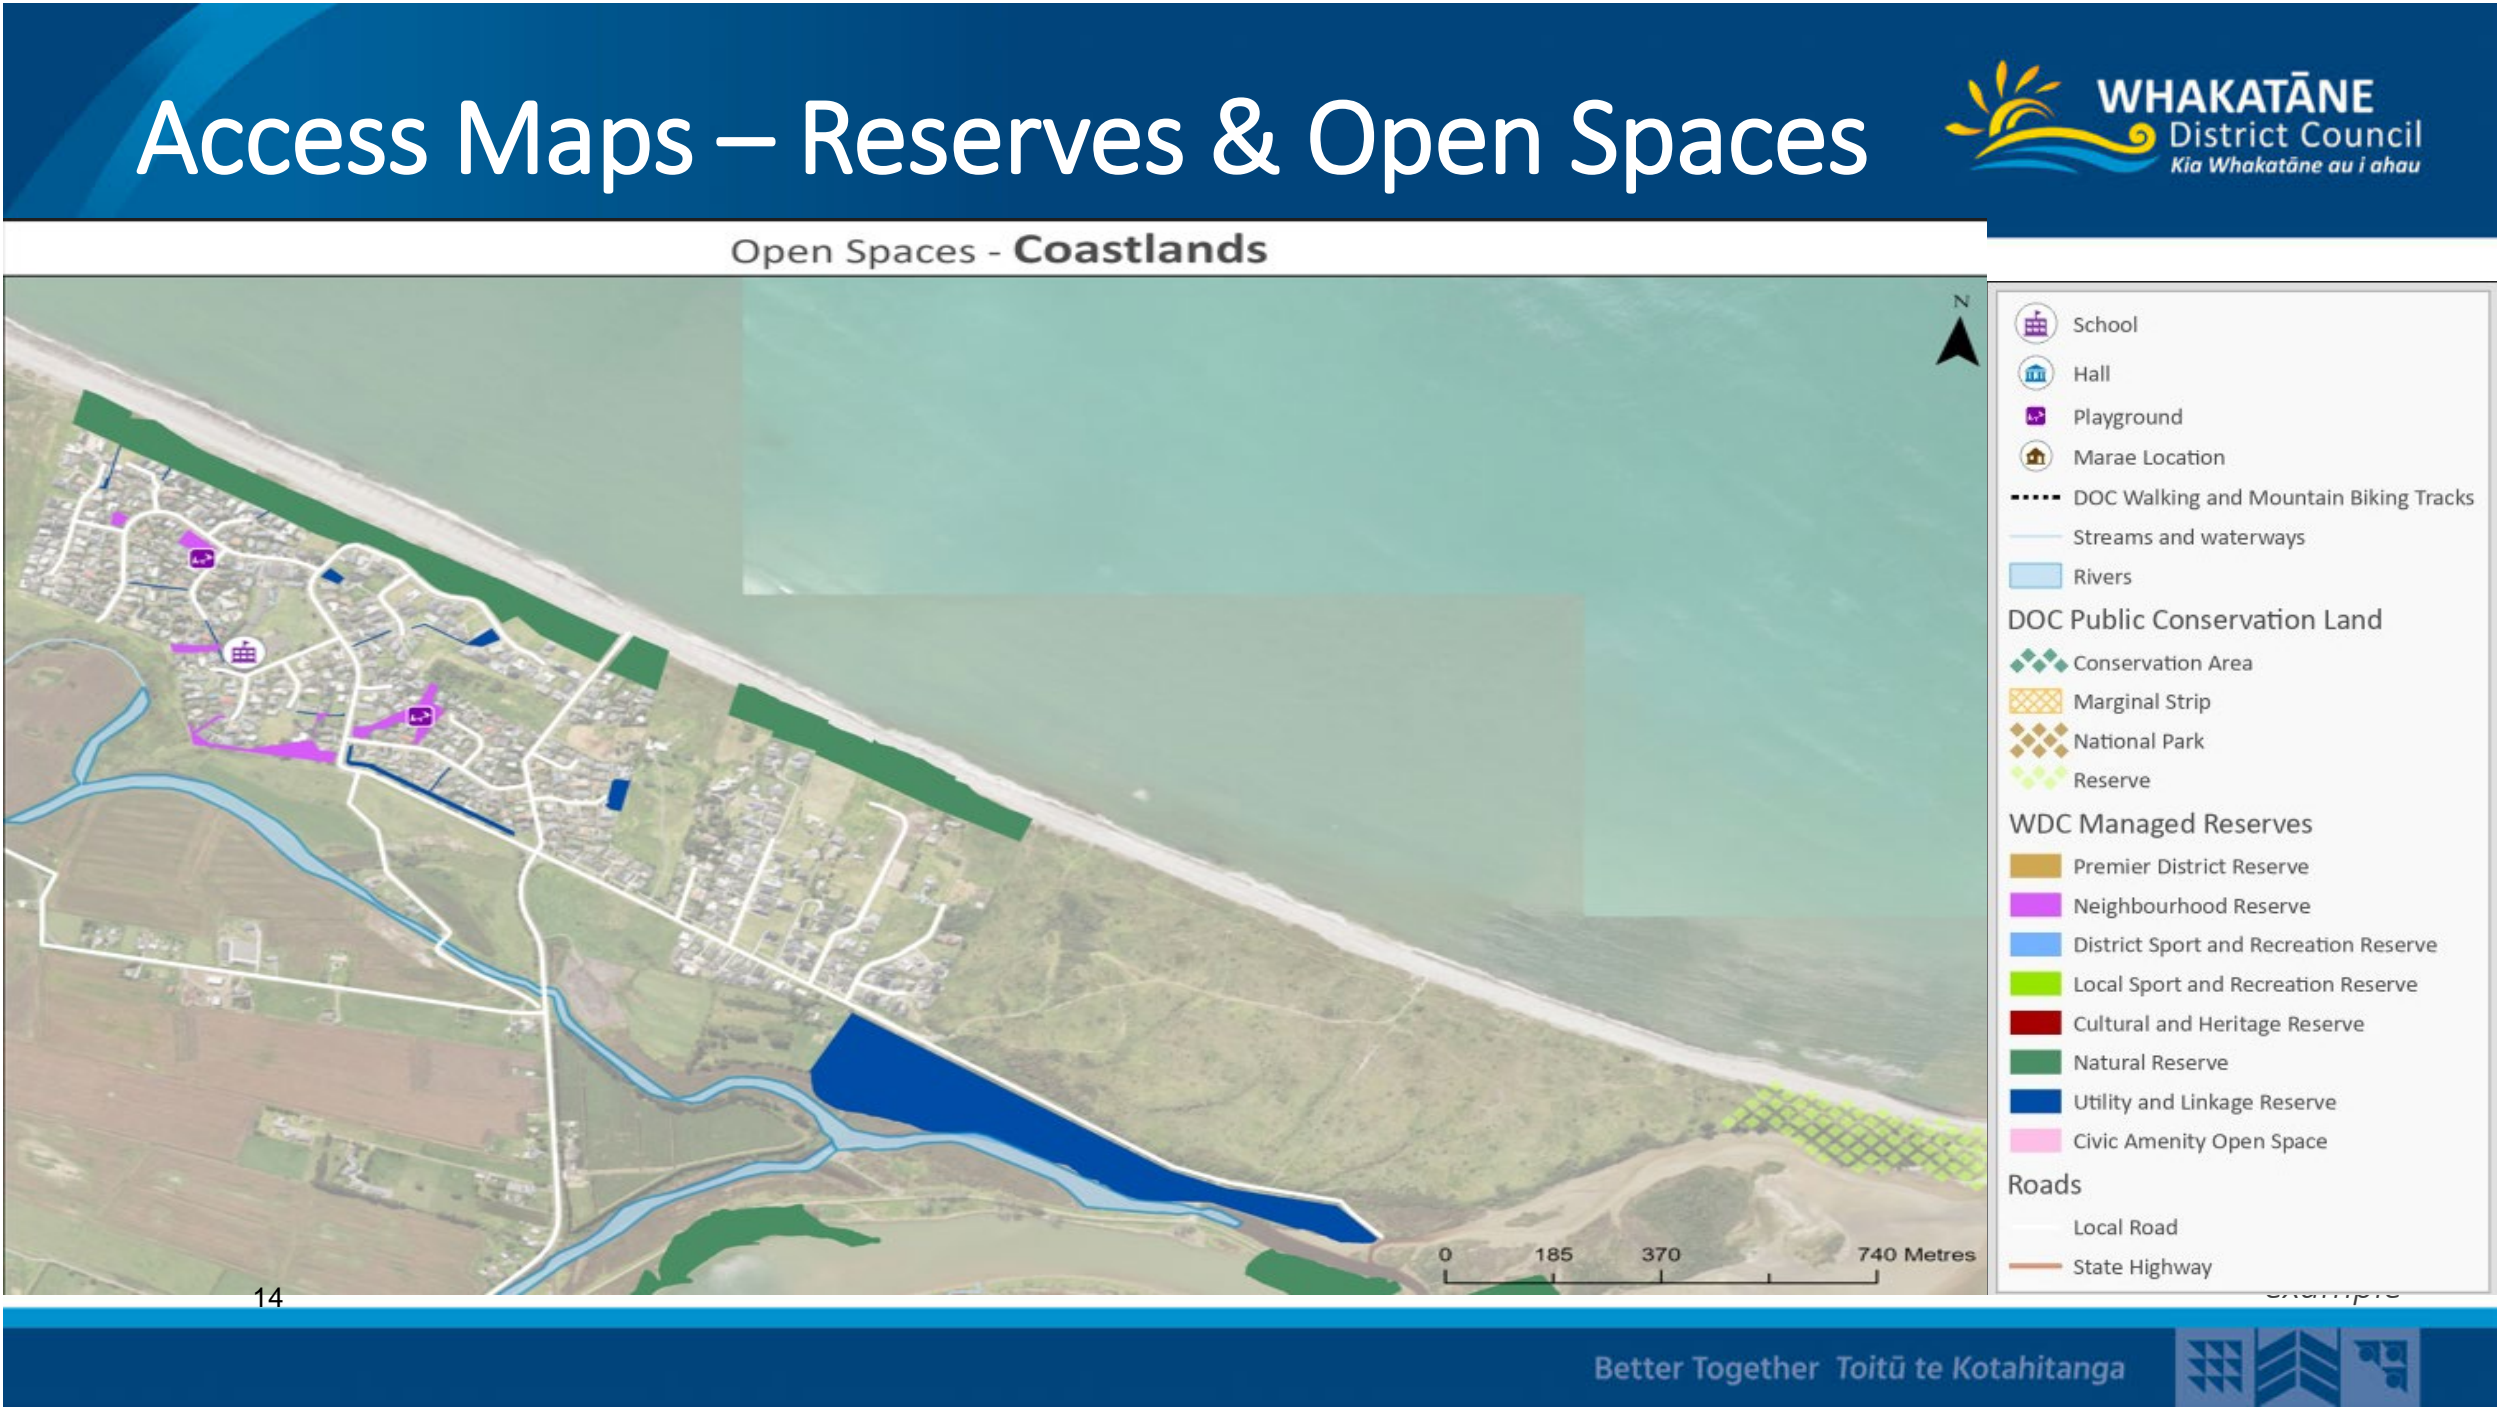 Access Maps – Reserves & Open Spaces
WHAKATĀNE
District Council
Kia Whakatāne au i ahau
Open Spaces - Coastlands
N
School
Hall
Playground
Marae Location
DOC Walking and Mountain Biking Tracks
Streams and waterways
Rivers
DOC Public Conservation Land
Conservation Area
Marginal Strip
National Park
Reserve
WDC Managed Reserves
Premier District Reserve
Neighbourhood Reserve
District Sport and Recreation Reserve
Local Sport and Recreation Reserve
Cultural and Heritage Reserve
Natural Reserve
Utility and Linkage Reserve
Civic Amenity Open Space
Roads
Local Road
State Highway
0 185 370 740 Metres
14
example
Better Together Toitū te Kotahitanga